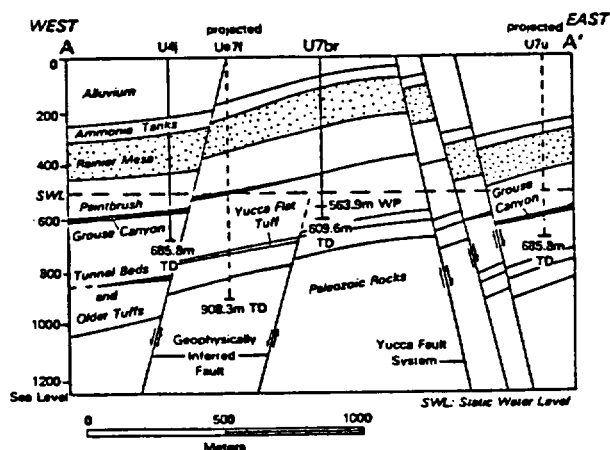 WEST
A
U4j
projected
Ue7f
U7br
projected
U7u
EAST
A'
0
200
400
SWL
600
800
1000
1200
Sea Level
Alluvium
Ammonia Tanks
Rainier Mesa
Paintbrush
Grouse Canyon
685.8m
TD
Tunnel Beds
and
Older Tuffs
Yucca Flat
Tuff
563.9m WP
609.6m
TD
908.3m TD
Geophysically
Inferred
Fault
Paleozoic Rocks
Yucca Fault
System
Grouse
Canyon
685.8m
TD
SWL: Static Water Level
0 500 1000
Meters